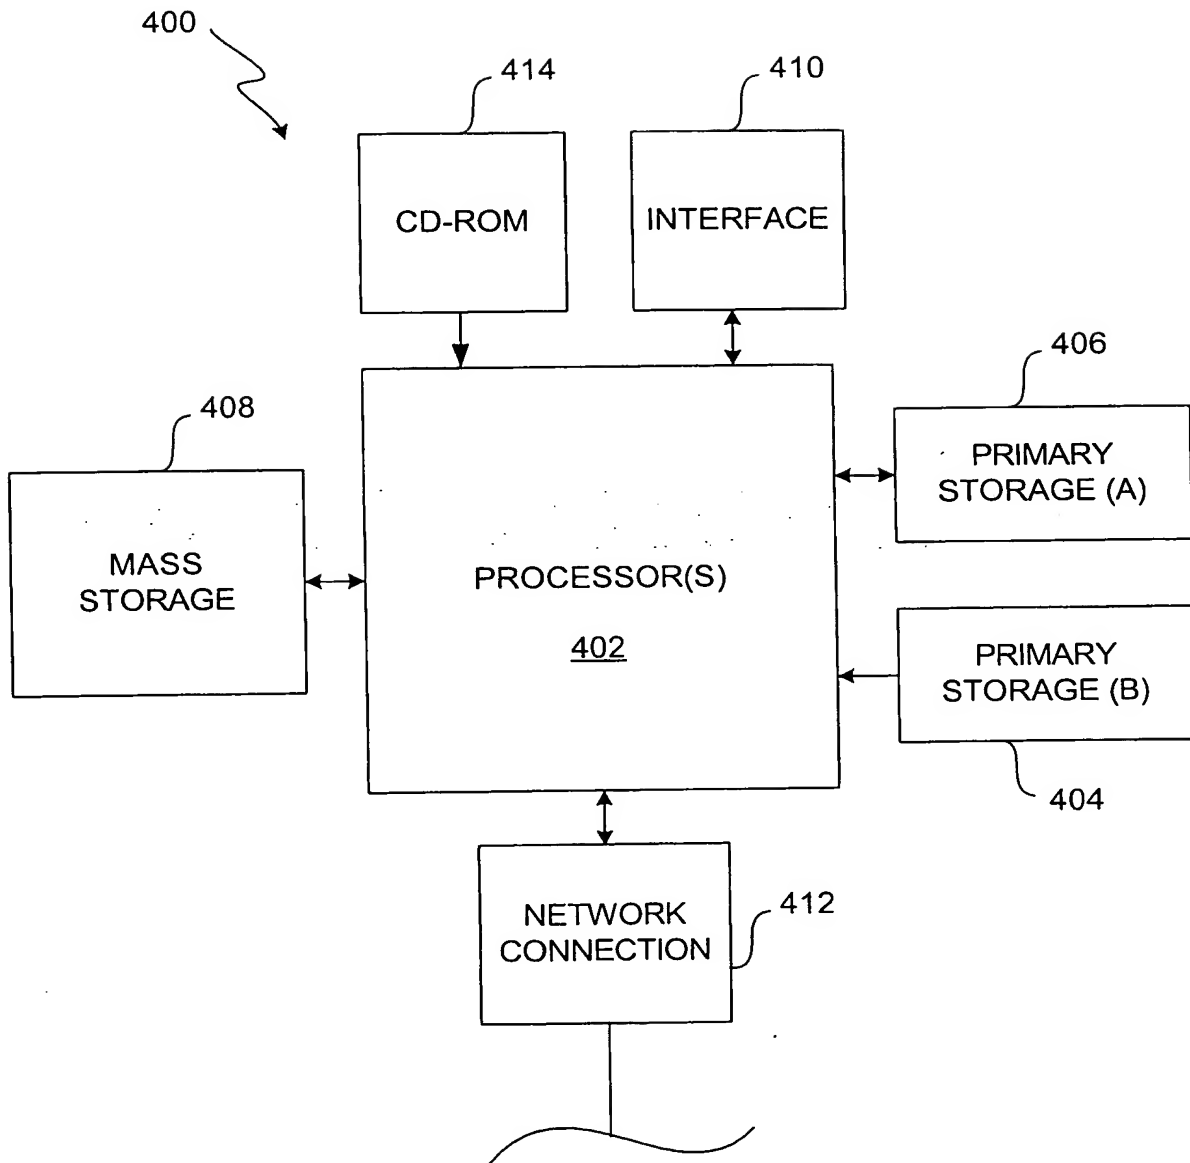 400
414
410
CD-ROM
INTERFACE
406
408
PRIMARY
STORAGE (A)
MASS
STORAGE
PROCESSOR(S)
402
PRIMARY
STORAGE (B)
404
NETWORK
CONNECTION
412